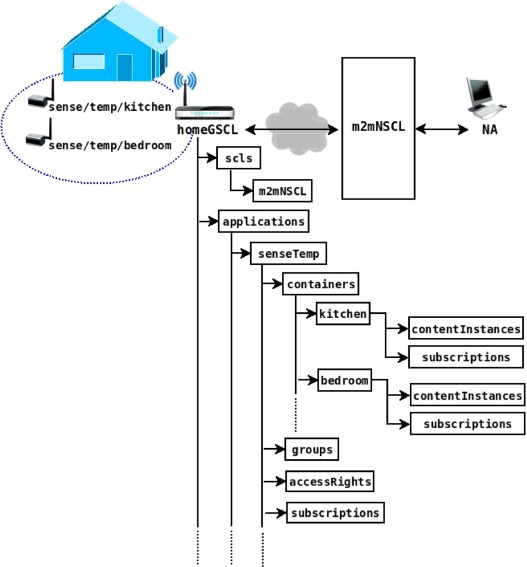 sense/temp/kitchen
sense/temp/bedroom
homeGSCL
m2mNSCL
NA
scls
m2mNSCL
applications
senseTemp
containers
kitchen
contentInstances
subscriptions
bedroom
contentInstances
subscriptions
groups
accessRights
subscriptions